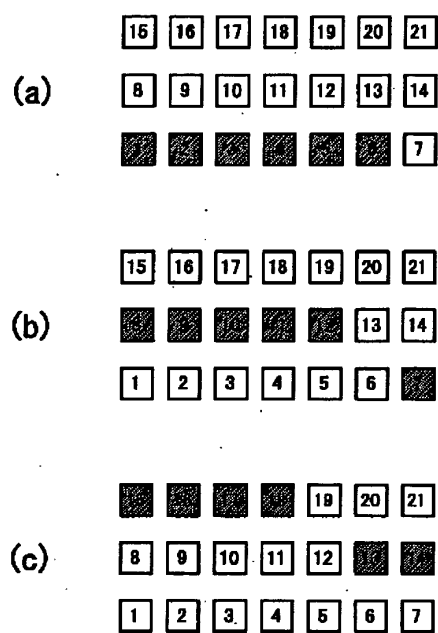 15 16 17 18 19 20 21
(a) 8 9 10 11 12 13 14
7
15 16 17 18 19 20 21
(b) 13 14
1 2 3 4 5 6
19 20 21
(c) 8 9 10 11 12
1 2 3 4 5 6 7